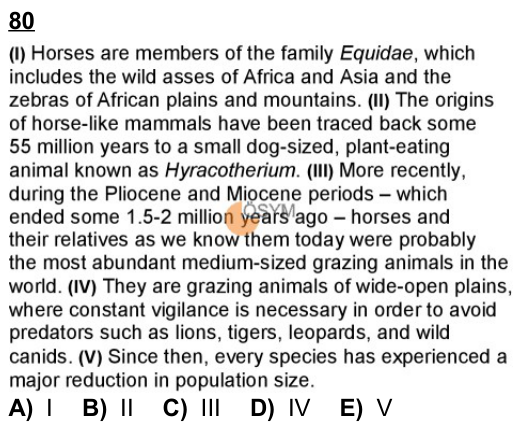 80
(I) Horses are members of the family Equidae, which
includes the wild asses of Africa and Asia and the
zebras of African plains and mountains. (II) The origins
of horse-like mammals have been traced back some
55 million years to a small dog-sized, plant-eating
animal known as Hyracotherium. (III) More recently,
during the Pliocene and Miocene periods – which
ÖSYM
ended some 1.5-2 million years ago – horses and
their relatives as we know them today were probably
the most abundant medium-sized grazing animals in the
world. (IV) They are grazing animals of wide-open plains,
where constant vigilance is necessary in order to avoid
predators such as lions, tigers, leopards, and wild
canids. (V) Since then, every species has experienced a
major reduction in population size.
A) I B) II C) III D) IV E) V